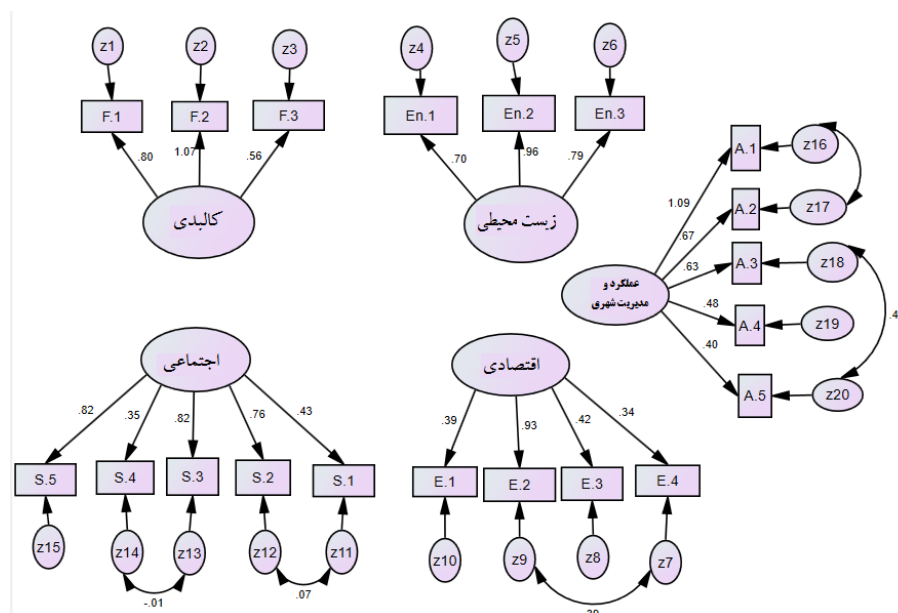 z1
z2
z3
F.1
F.2
F.3
.80
1.07
.56
کالبدی
z4
z5
z6
En.1
En.2
En.3
.70
.96
.79
زیست محیطی
A.1
z16
A.2
z17
A.3
z18
A.4
z19
A.5
z20
1.09
.67
.63
.48
.40
عملکرد و
مدیریت شهری
اجتماعی
.82
.35
.82
.76
.43
S.5
S.4
S.3
S.2
S.1
z15
z14
z13
z12
z11
-.01
.07
اقتصادی
.39
.93
.42
.34
E.1
E.2
E.3
E.4
z10
z9
z8
z7